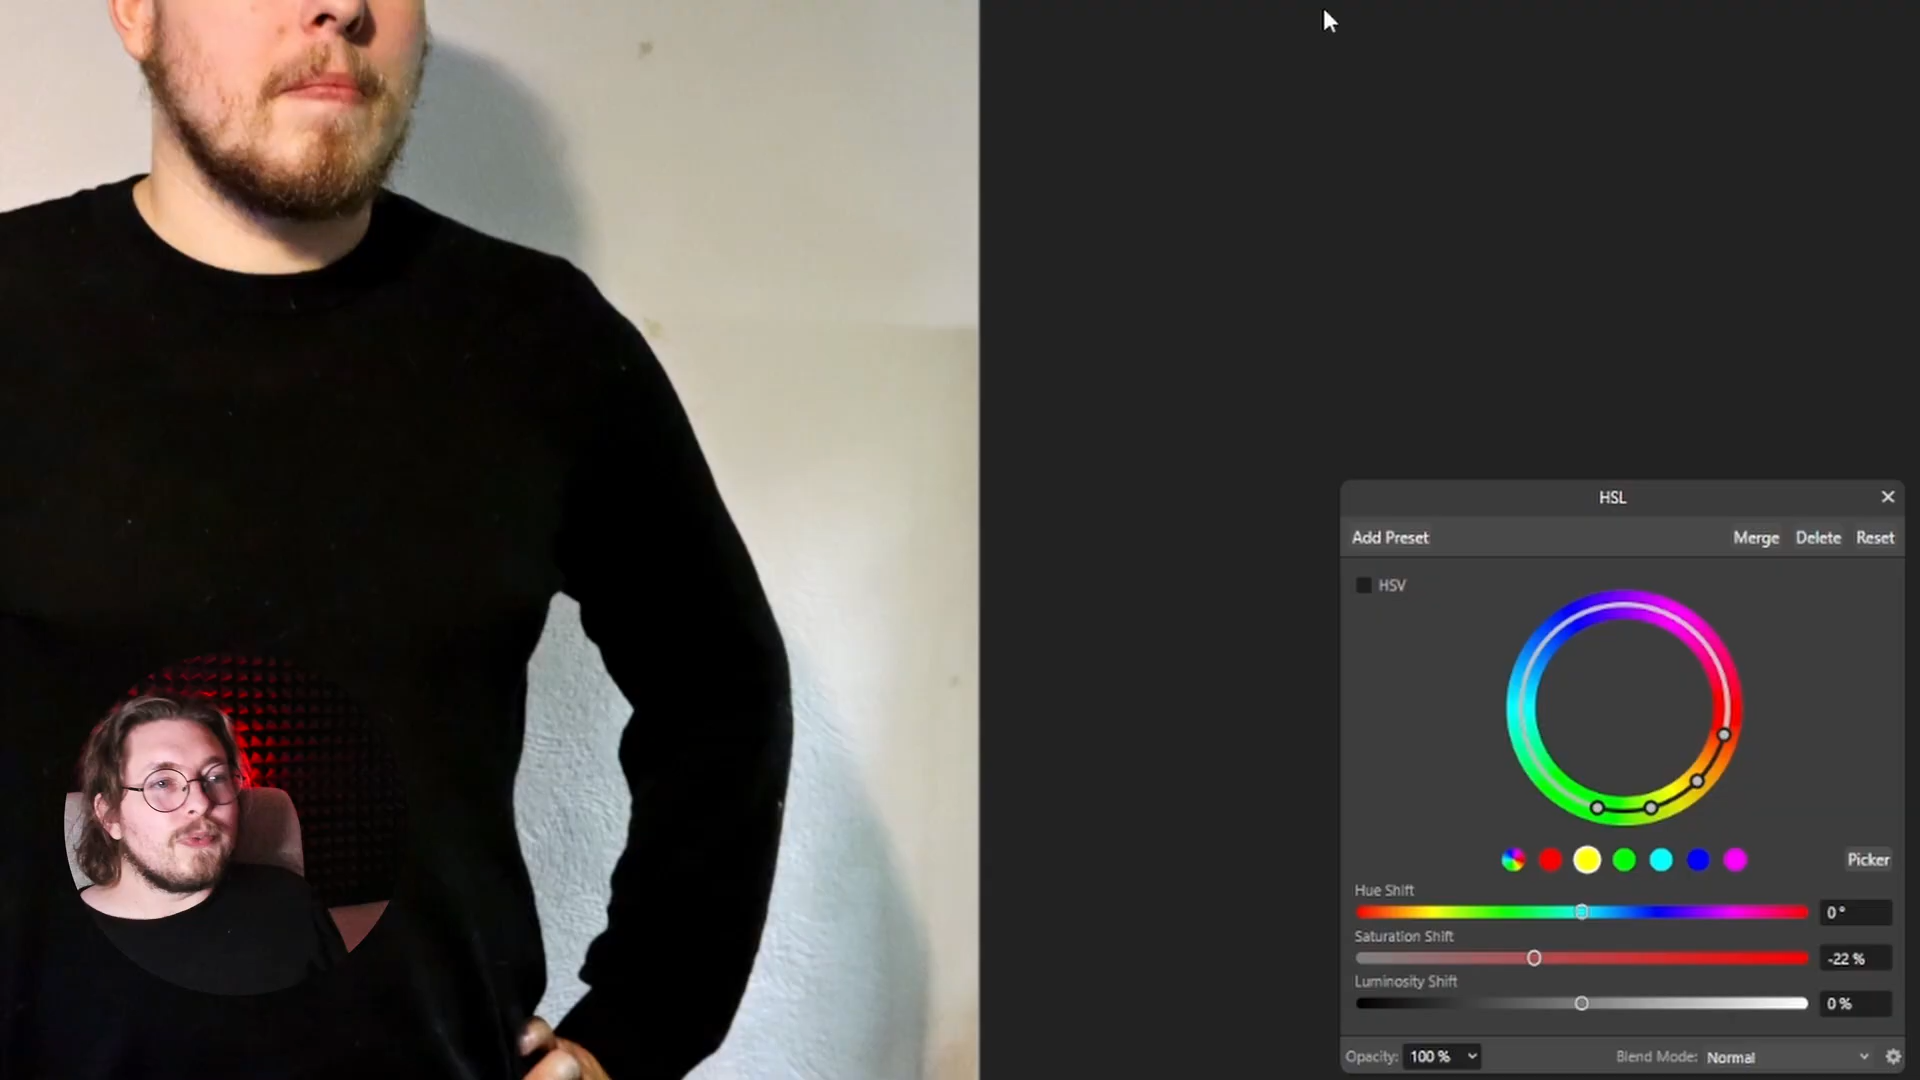 HSL
Add Preset
Merge Delete Reset
HSV
Picker
Hue Shift
0°
Saturation Shift
-22 %
Luminosity Shift
0 %
Opacity: 100 %
Blend Mode: Normal